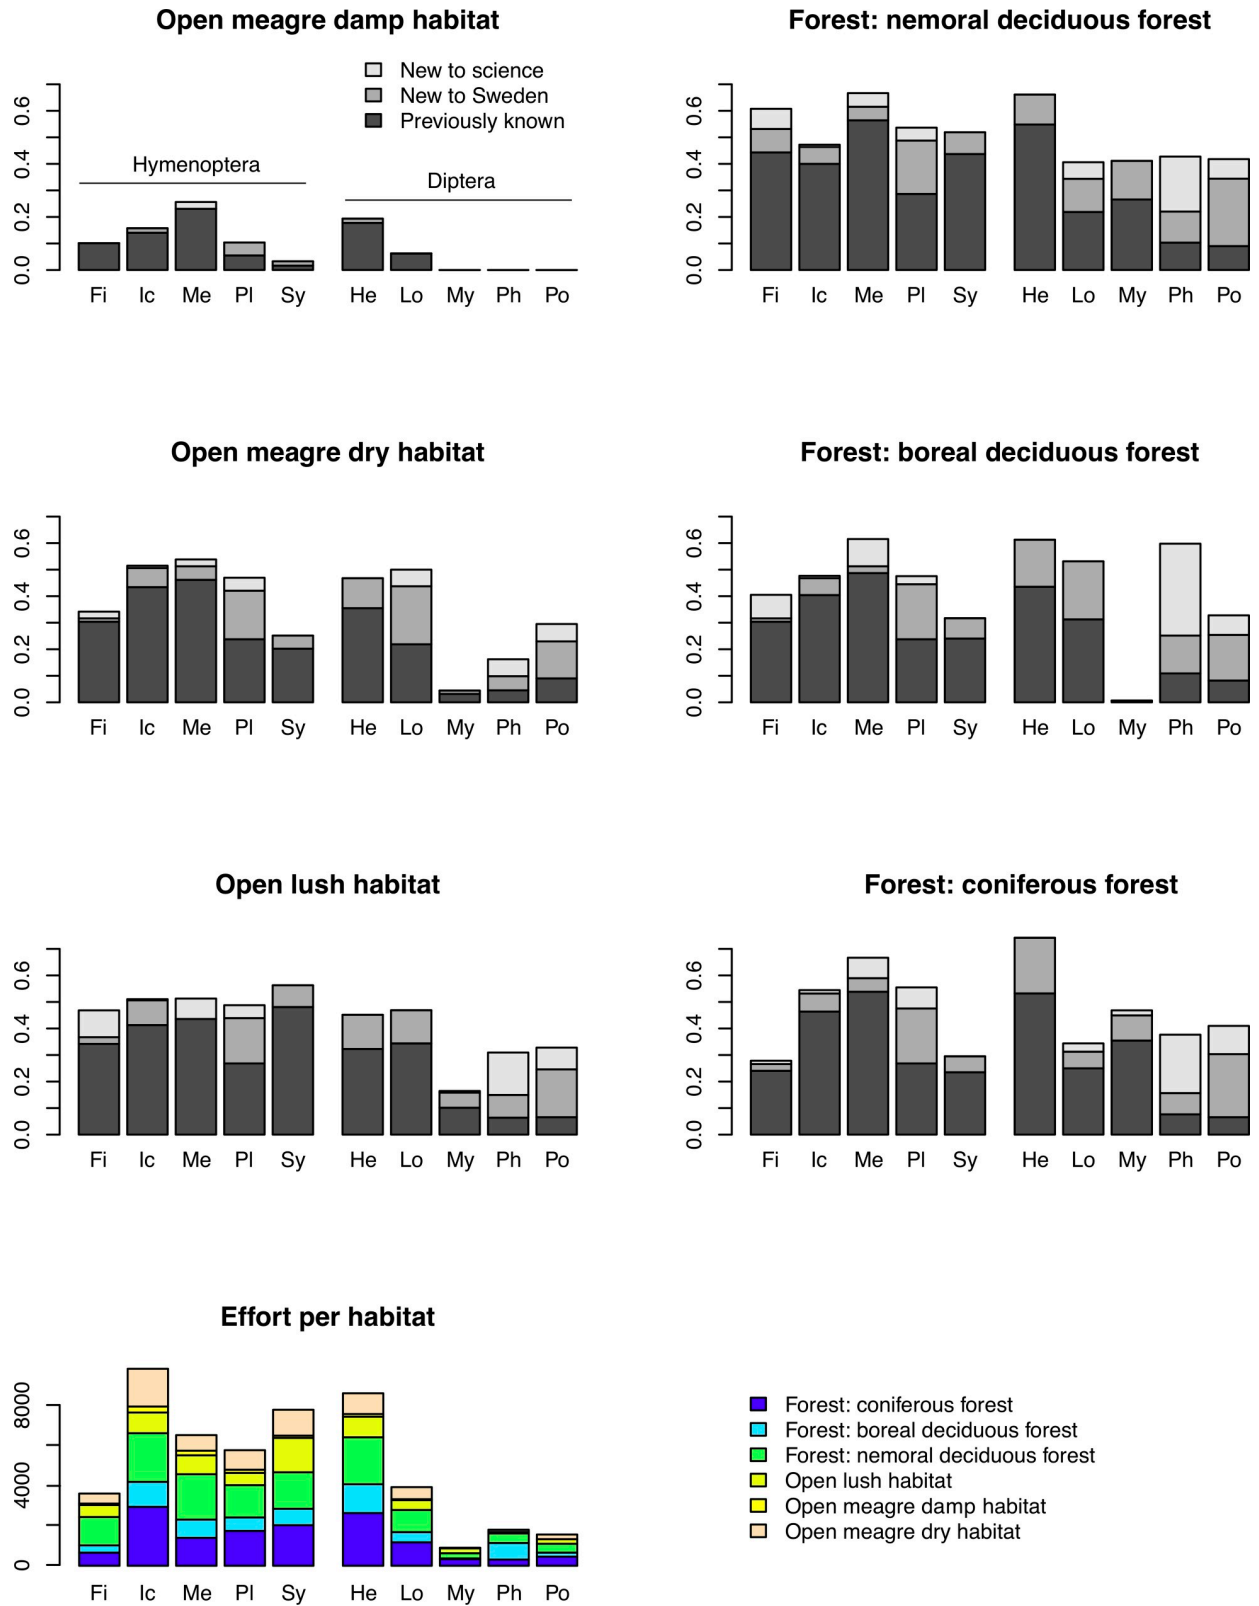 Open meagre damp habitat
New to science
New to Sweden
Previously known
Hymenoptera
Diptera
0.0 0.2 0.4 0.6
Fi Ic Me Pl Sy He Lo My Ph Po
Forest: nemoral deciduous forest
0.0 0.2 0.4 0.6
Fi Ic Me Pl Sy He Lo My Ph Po
Open meagre dry habitat
0.0 0.2 0.4 0.6
Fi Ic Me Pl Sy He Lo My Ph Po
Forest: boreal deciduous forest
0.0 0.2 0.4 0.6
Fi Ic Me Pl Sy He Lo My Ph Po
Open lush habitat
0.0 0.2 0.4 0.6
Fi Ic Me Pl Sy He Lo My Ph Po
Forest: coniferous forest
0.0 0.2 0.4 0.6
Fi Ic Me Pl Sy He Lo My Ph Po
Effort per habitat
0 4000 8000
Fi Ic Me Pl Sy He Lo My Ph Po
Forest: coniferous forest
Forest: boreal deciduous forest
Forest: nemoral deciduous forest
Open lush habitat
Open meagre damp habitat
Open meagre dry habitat